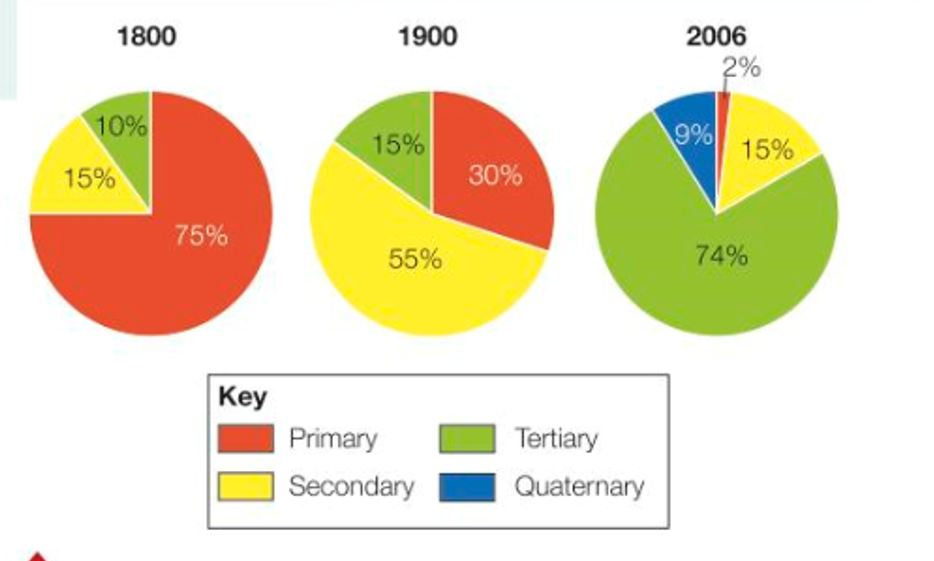 1800
1900
2006
2%
10%
15%
75%
15%
30%
55%
9%
15%
74%
Key
Primary
Tertiary
Secondary
Quaternary